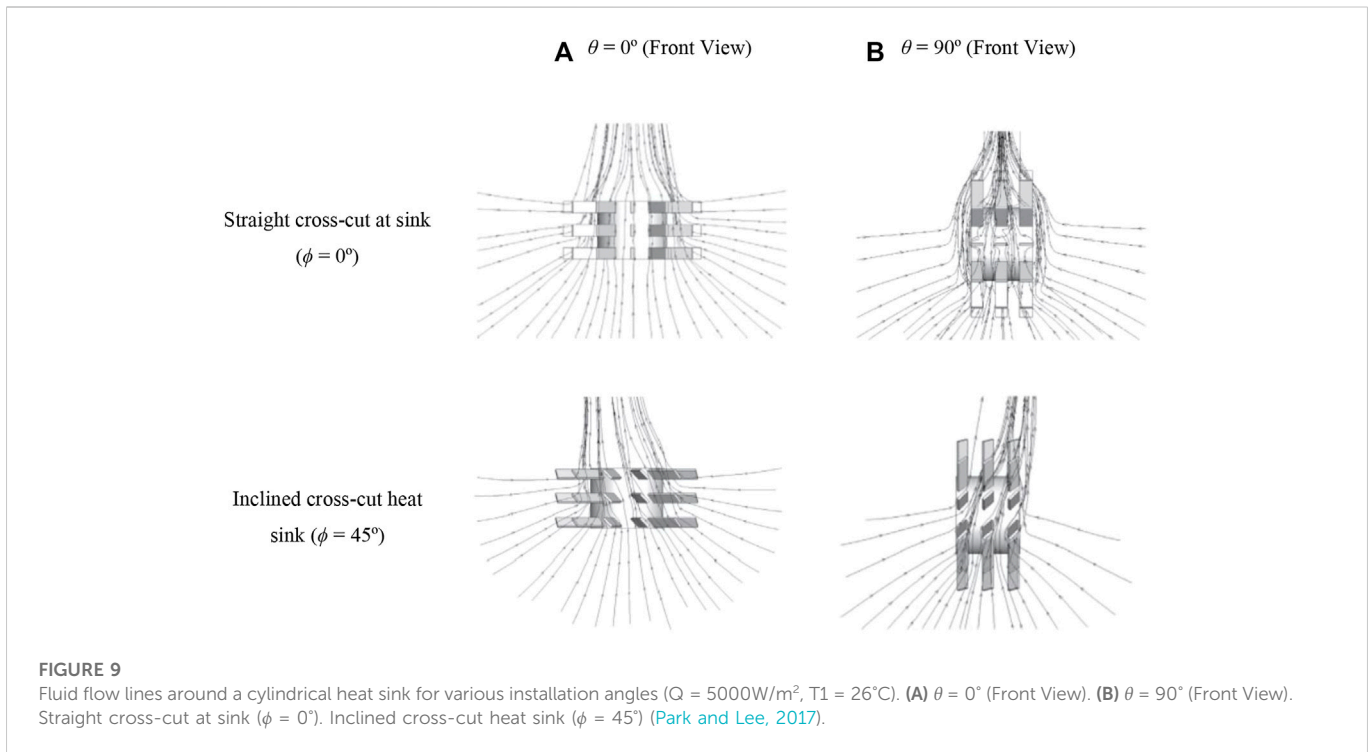 A θ = 0º (Front View)
B θ = 90º (Front View)
Straight cross-cut at sink
(ϕ = 0º)
Inclined cross-cut heat
sink (ϕ = 45º)
FIGURE 9
Fluid flow lines around a cylindrical heat sink for various installation angles (Q = 5000W/m², T1 = 26°C). (A) θ = 0° (Front View). (B) θ = 90° (Front View).
Straight cross-cut at sink (ϕ = 0°). Inclined cross-cut heat sink (ϕ = 45°) (Park and Lee, 2017).